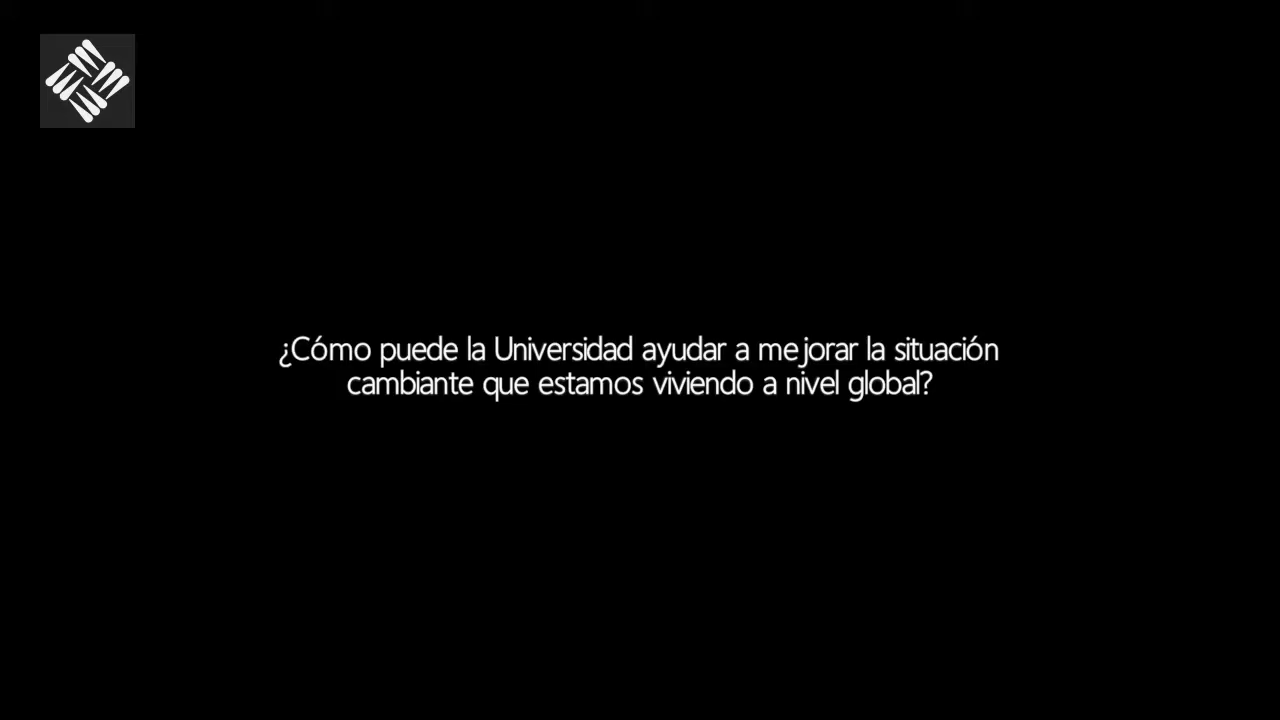 ¿Cómo puede la Universidad ayudar a mejorar la situación
cambiante que estamos viviendo a nivel global?